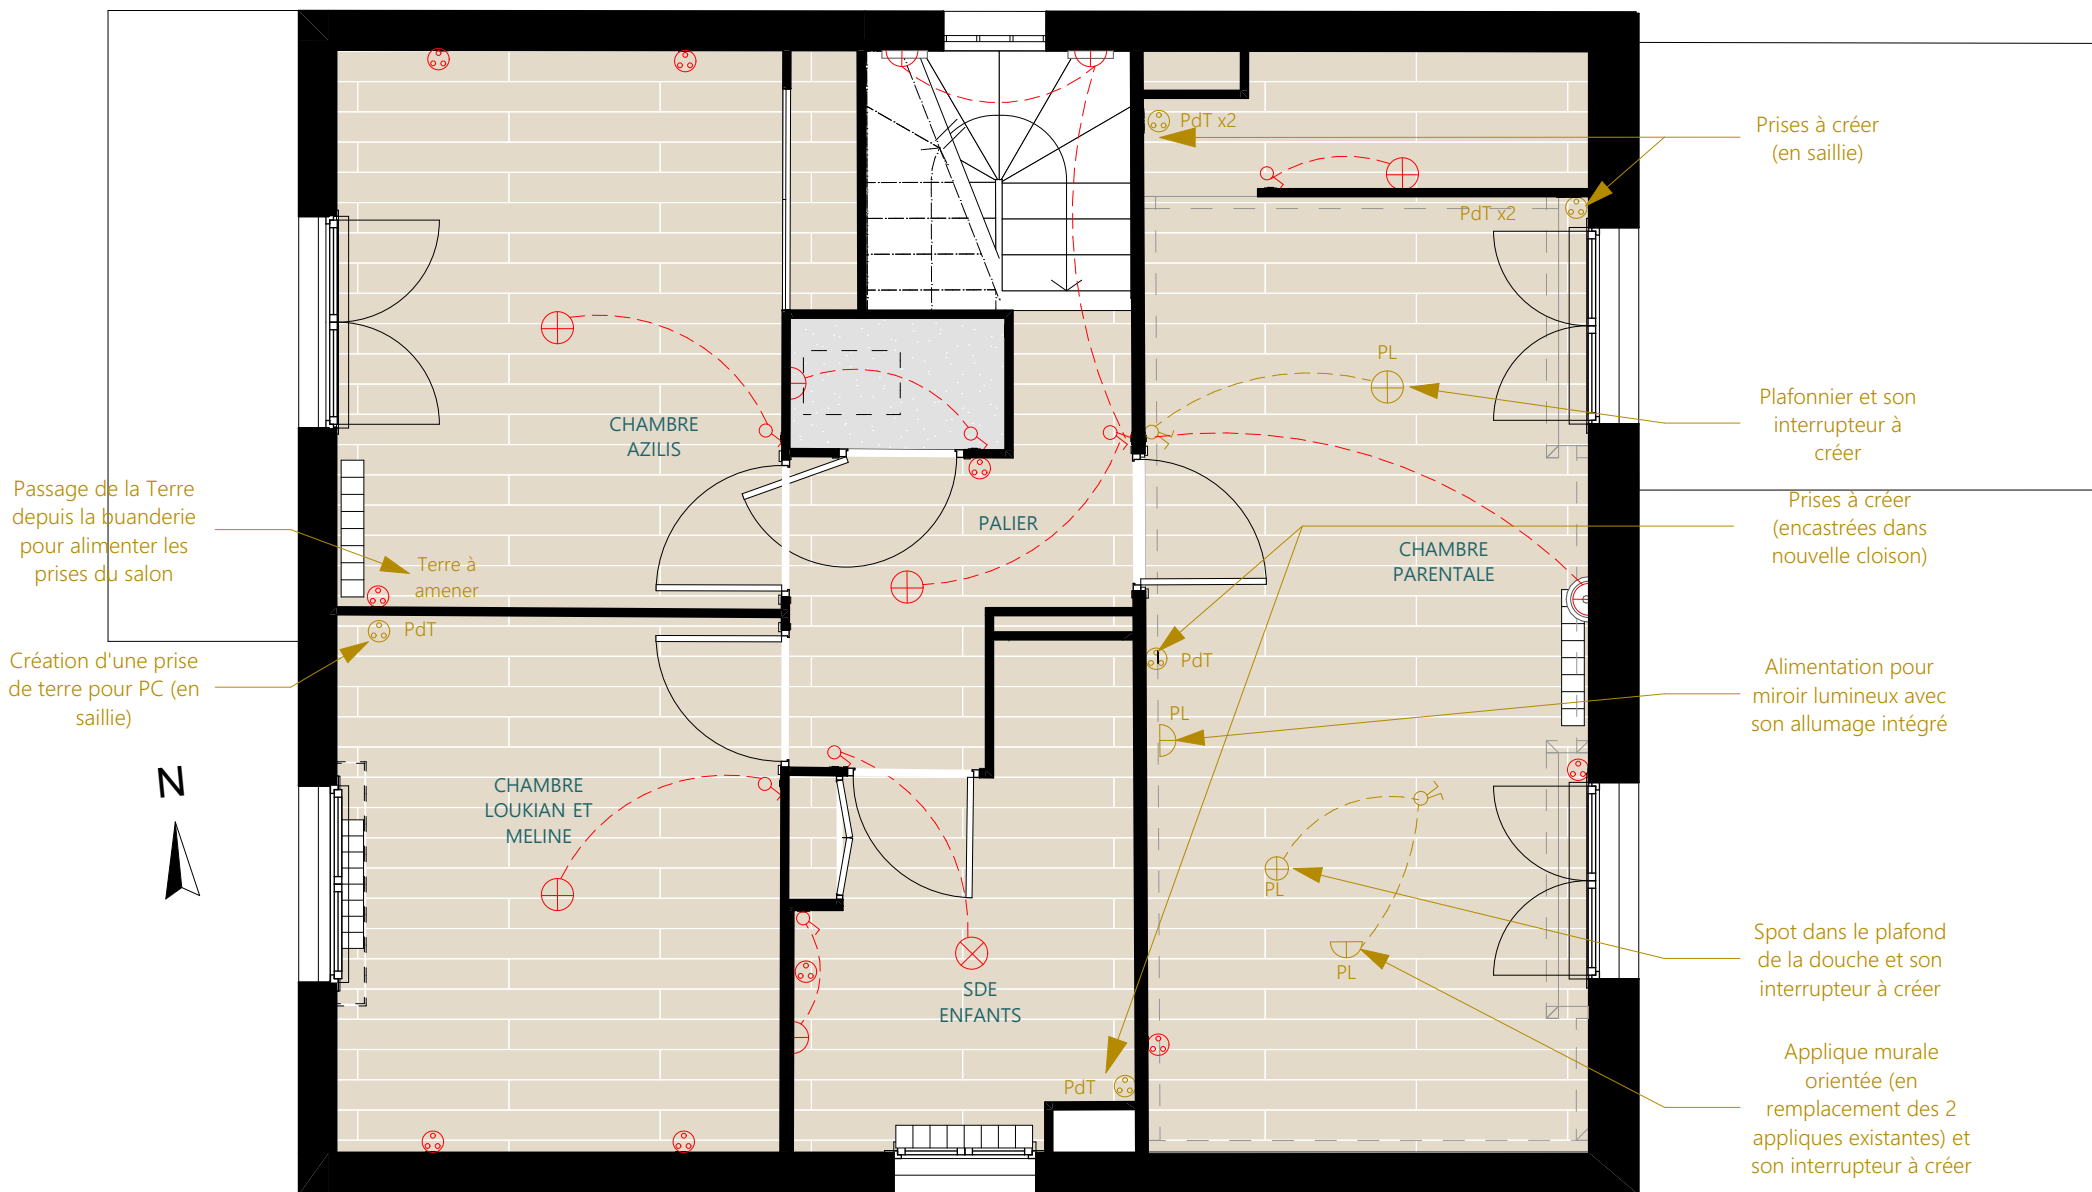 PdT x2
Prises à créer
(en saillie)
PdT x2
PL
Plafonnier et son
interrupteur à
créer
CHAMBRE
AZILIS
Passage de la Terre
depuis la buanderie
pour alimenter les
prises du salon
Terre à
amener
PALIER
CHAMBRE
PARENTALE
Prises à créer
(encastrées dans
nouvelle cloison)
PdT
Création d'une prise
de terre pour PC (en
saillie)
PdT
PL
Alimentation pour
miroir lumineux avec
son allumage intégré
N
CHAMBRE
LOUKIAN ET
MELINE
PL
PL
Spot dans le plafond
de la douche et son
interrupteur à créer
SDE
ENFANTS
PdT
Applique murale
orientée (en
remplacement des 2
appliques existantes) et
son interrupteur à créer